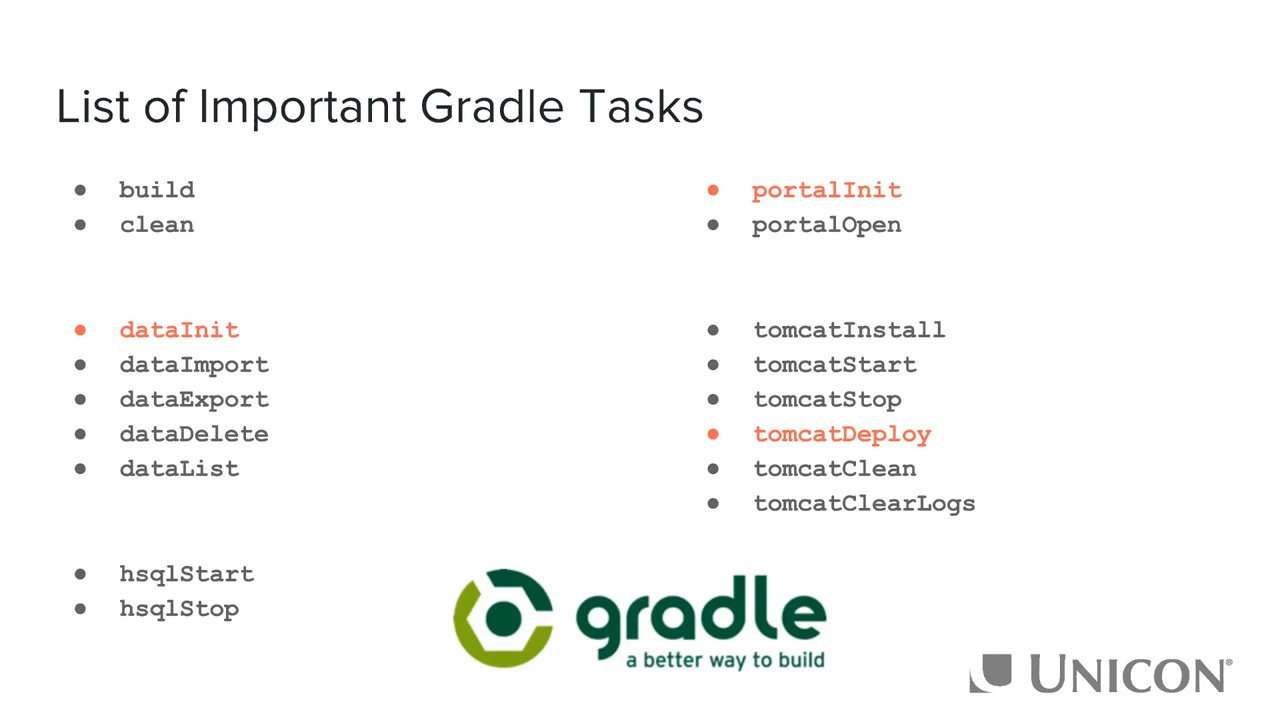 List of Important Gradle Tasks
● build
● clean
● dataInit
● dataImport
● dataExport
● dataDelete
● dataList
● hsqlStart
● hsqlStop
● portalInit
● portalOpen
● tomcatInstall
● tomcatStart
● tomcatStop
● tomcatDeploy
● tomcatClean
● tomcatClearLogs
gradle
a better way to build
UNICON®